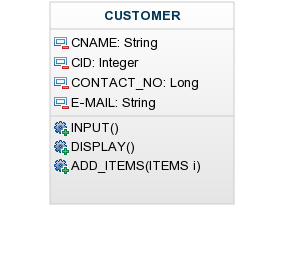 CUSTOMER
CNAME: String
CID: Integer
CONTACT_NO: Long
E-MAIL: String
INPUT()
DISPLAY()
ADD_ITEMS(ITEMS i)